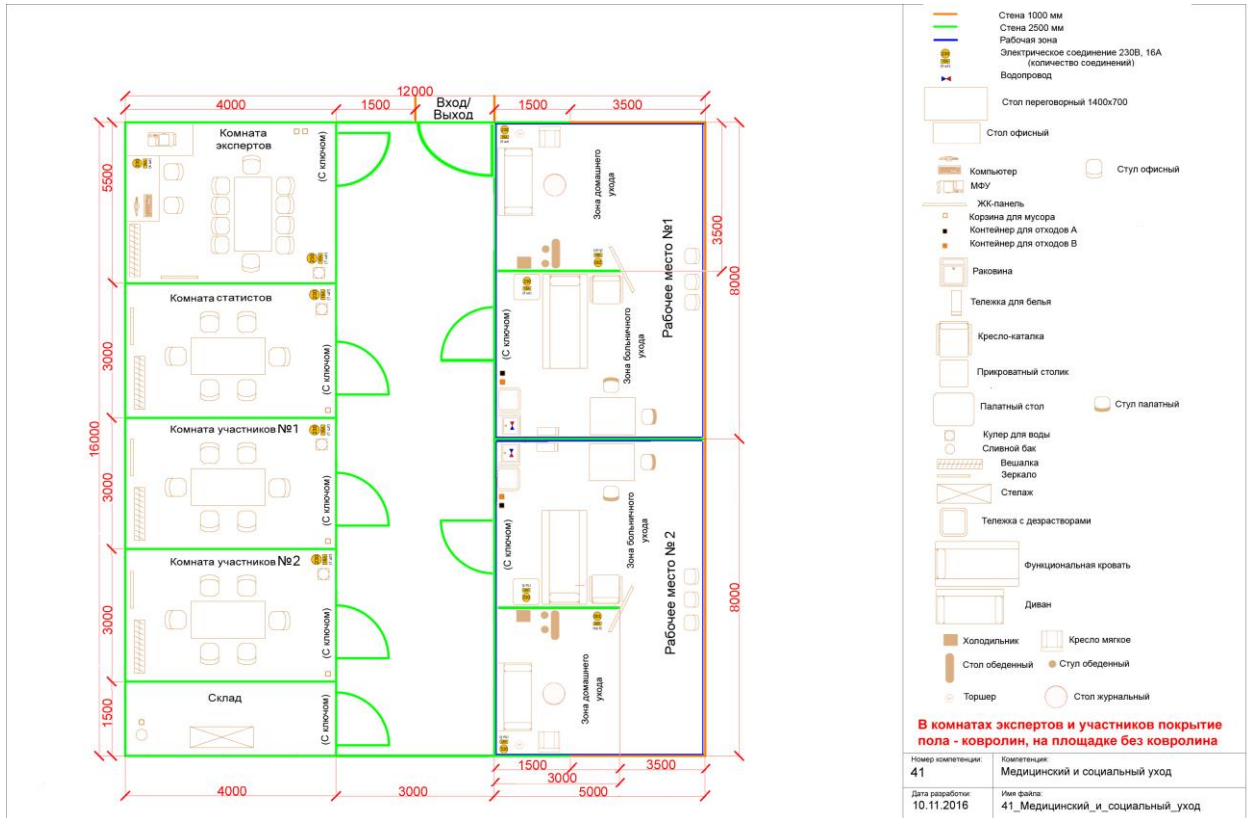 12000
4000
1500
Вход/
Выход
1500
3500
Комната
экспертов
(С ключом)
5500
3500
8000
Зона домашнего
ухода
Рабочее место №1
Зона больничного
ухода
(С ключом)
Комната статистов
(С ключом)
3000
16000
Комната участников №1
(С ключом)
3000
Комната участников №2
(С ключом)
3000
Зона больничного
ухода
(С ключом)
Рабочее место № 2
8000
Зона домашнего
ухода
Склад
(С ключом)
1500
1500
3500
3000
4000
3000
5000
Стена 1000 мм
Стена 2500 мм
Рабочая зона
Электрическое соединение 230В, 16А
(количество соединений)
Водопровод
Стол переговорный 1400х700
Стол офисный
Компьютер
Стул офисный
МФУ
ЖК-панель
Корзина для мусора
Контейнер для отходов А
Контейнер для отходов В
Раковина
Тележка для белья
Кресло-каталка
Прикроватный столик
Палатный стол
Стул палатный
Кулер для воды
Сливной бак
Вешалка
Зеркало
Стелаж
Тележка с дезрастворами
Функциональная кровать
Диван
Холодильник
Кресло мягкое
Стол обеденный
Стул обеденный
Торшер
Стол журнальный
В комнатах экспертов и участников покрытие
пола - ковролин, на площадке без ковролина
Номер компетенции:
41
Компетенция:
Медицинский и социальный уход
Дата разработки:
10.11.2016
Имя файла:
41_Медицинский_и_социальный_уход